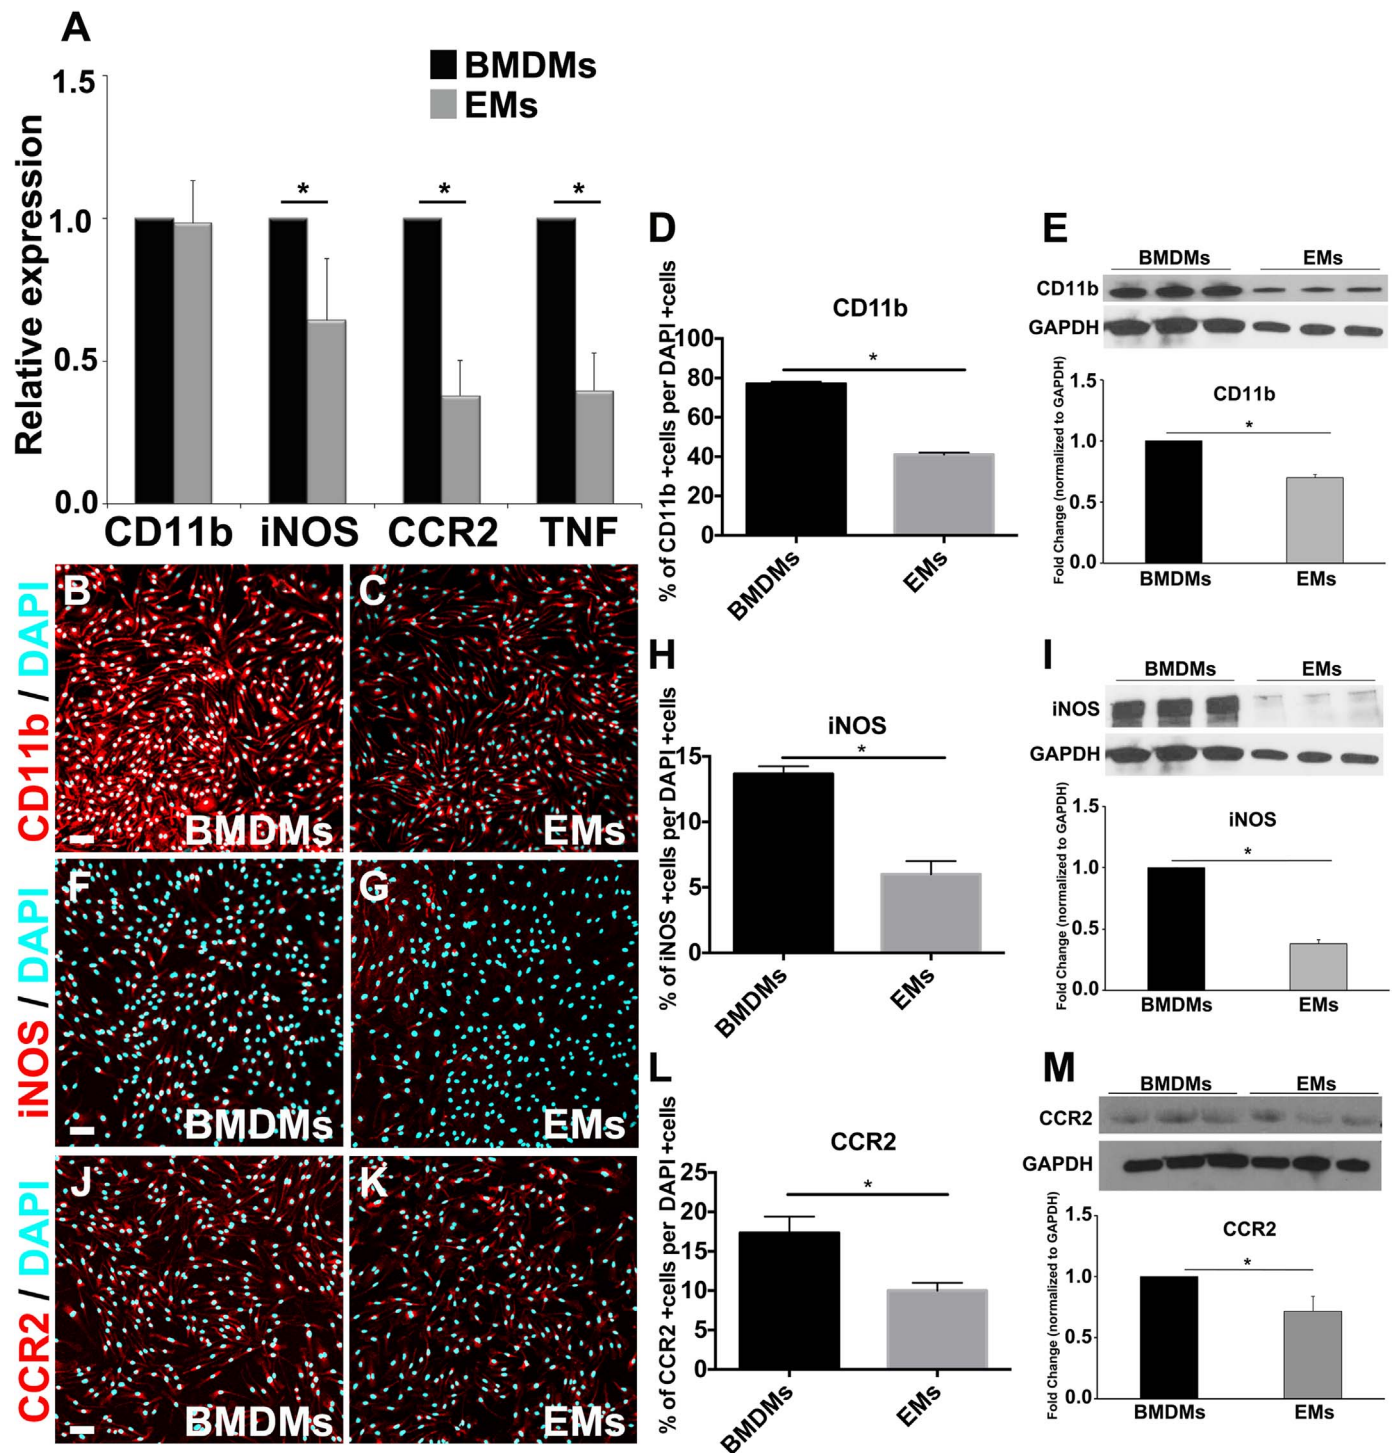 A
BMDMs
EMs
1.5
1.0
0.5
0.0
Relative expression
*
*
*
CD11b
iNOS
CCR2
TNF
CD11b / DAPI
B
BMDMs
C
EMs
iNOS / DAPI
F
BMDMs
G
EMs
CCR2 / DAPI
J
BMDMs
K
EMs
D
CD11b
% of CD11b +cells per DAPI +cells
100
80
60
40
20
0
*
BMDMs
EMs
E
BMDMs
EMs
CD11b
GAPDH
Fold Change (normalized to GAPDH)
1.5
1.0
0.5
0.0
CD11b
*
BMDMs
EMs
H
iNOS
% of iNOS +cells per DAPI +cells
15
10
5
0
*
BMDMs
EMs
I
BMDMs
EMs
iNOS
GAPDH
Fold Change (normalized to GAPDH)
1.5
1.0
0.5
0.0
iNOS
*
BMDMs
EMs
L
CCR2
% of CCR2 +cells per DAPI +cells
25
20
15
10
5
0
*
BMDMs
EMs
M
BMDMs
EMs
CCR2
GAPDH
Fold Change (normalized to GAPDH)
1.5
1.0
0.5
0.0
CCR2
*
BMDMs
EMs